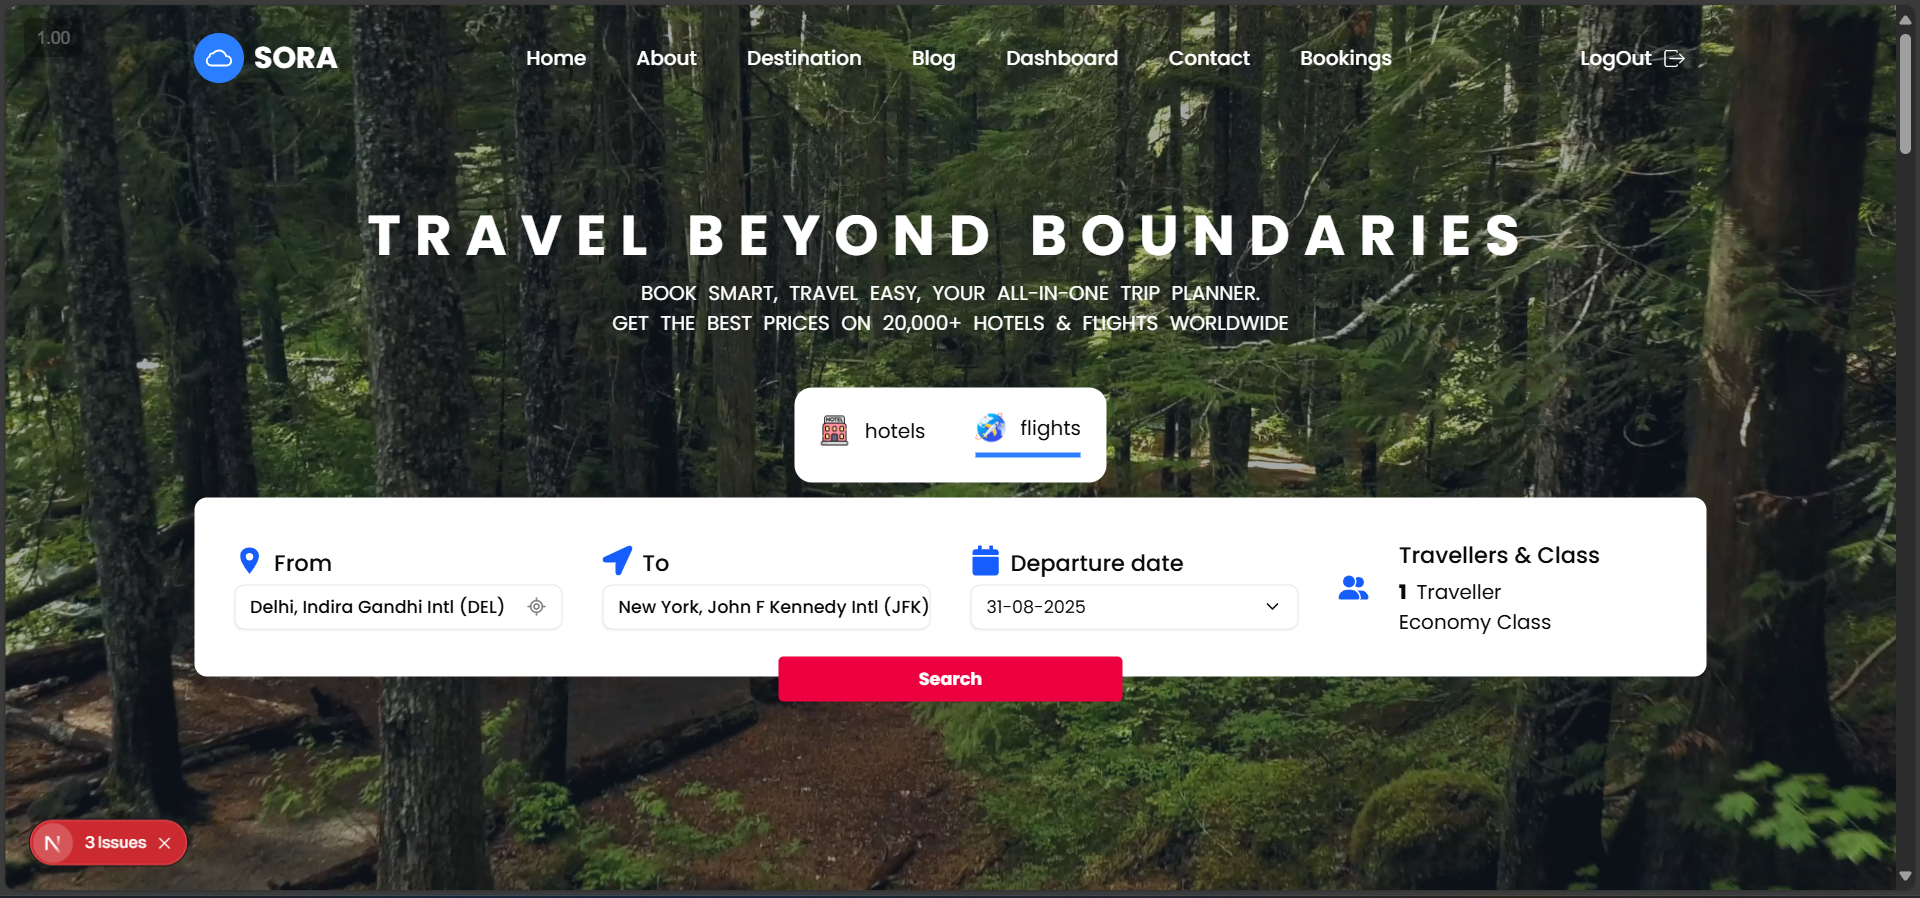 1.00
SORA
Home
About
Destination
Blog
Dashboard
Contact
Bookings
LogOut
TRAVEL BEYOND BOUNDARIES
BOOK SMART, TRAVEL EASY, YOUR ALL-IN-ONE TRIP PLANNER.
GET THE BEST PRICES ON 20,000+ HOTELS & FLIGHTS WORLDWIDE
HOTEL
hotels
flights
From
Delhi, Indira Gandhi Intl (DEL)
To
New York, John F Kennedy Intl (JFK)
Departure date
31-08-2025
Travellers & Class
1 Traveller
Economy Class
Search
N
3 Issues